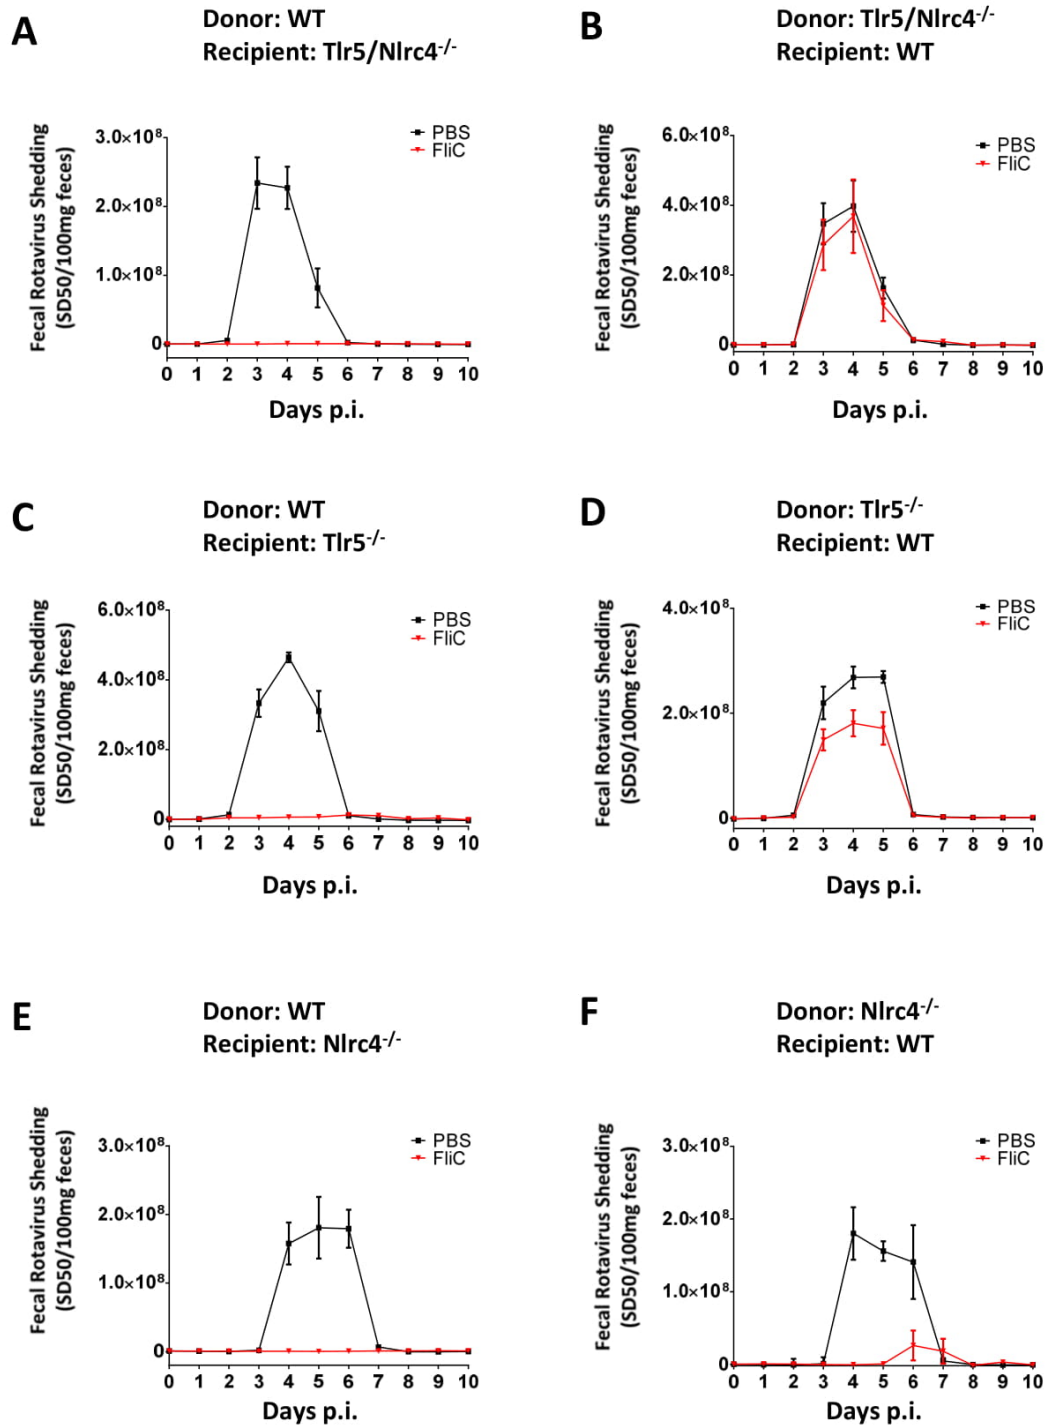 A
Donor: WT
Recipient: Tlr5/Nlrc4-/-
Fecal Rotavirus Shedding
(SD50/100mg feces)
3.0×10⁸
2.0×10⁸
1.0×10⁸
0
PBS
FliC
0 1 2 3 4 5 6 7 8 9 10
Days p.i.
B
Donor: Tlr5/Nlrc4-/-
Recipient: WT
Fecal Rotavirus Shedding
(SD50/100mg feces)
6.0×10⁸
4.0×10⁸
2.0×10⁸
0
PBS
FliC
0 1 2 3 4 5 6 7 8 9 10
Days p.i.
C
Donor: WT
Recipient: Tlr5-/-
Fecal Rotavirus Shedding
(SD50/100mg feces)
6.0×10⁸
4.0×10⁸
2.0×10⁸
0
PBS
FliC
0 1 2 3 4 5 6 7 8 9 10
Days p.i.
D
Donor: Tlr5-/-
Recipient: WT
Fecal Rotavirus Shedding
(SD50/100mg feces)
4.0×10⁸
2.0×10⁸
0
PBS
FliC
0 1 2 3 4 5 6 7 8 9 10
Days p.i.
E
Donor: WT
Recipient: Nlrc4-/-
Fecal Rotavirus Shedding
(SD50/100mg feces)
3.0×10⁸
2.0×10⁸
1.0×10⁸
0
PBS
FliC
0 1 2 3 4 5 6 7 8 9 10
Days p.i.
F
Donor: Nlrc4-/-
Recipient: WT
Fecal Rotavirus Shedding
(SD50/100mg feces)
3.0×10⁸
2.0×10⁸
1.0×10⁸
0
PBS
FliC
0 1 2 3 4 5 6 7 8 9 10
Days p.i.